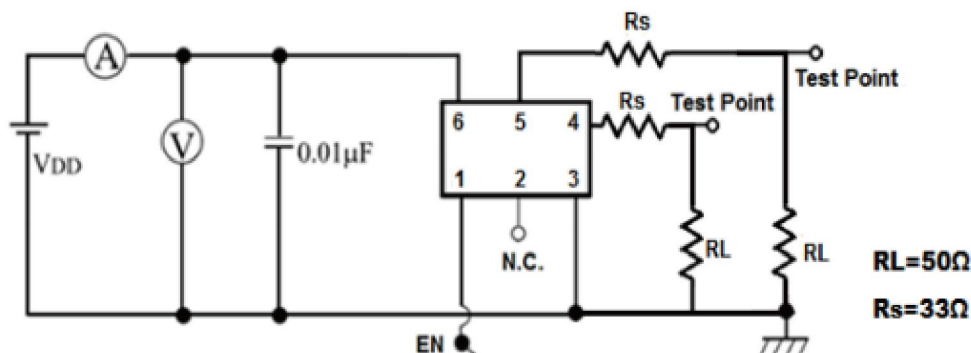 Rs
A
Test Point
Rs
Test Point
6 5 4
V
0.01μF
VDD
1 2 3
N.C.
RL
RL
RL=50Ω
Rs=33Ω
EN